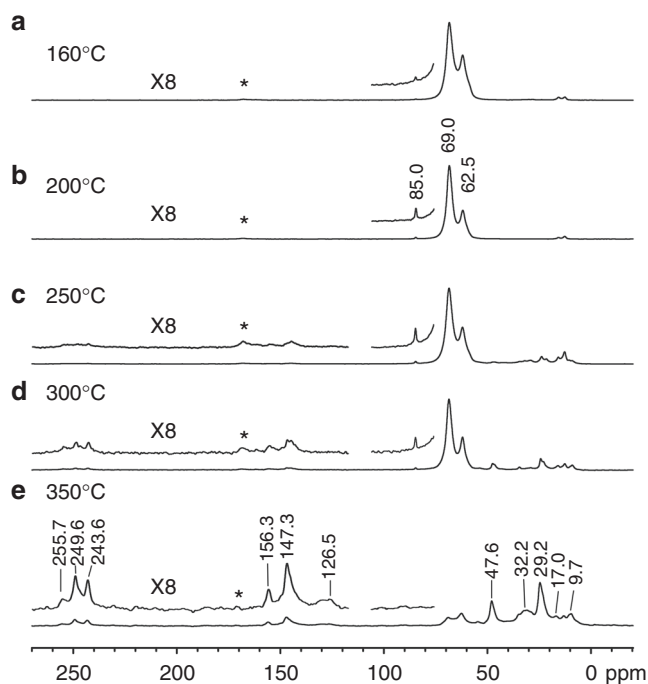 a
160°C
X8
*
b
200°C
X8
*
85.0
69.0
62.5
c
250°C
X8
*
d
300°C
X8
*
e
350°C
255.7
249.6
243.6
X8
*
156.3
147.3
126.5
47.6
32.2
29.2
17.0
9.7
250 200 150 100 50 0 ppm